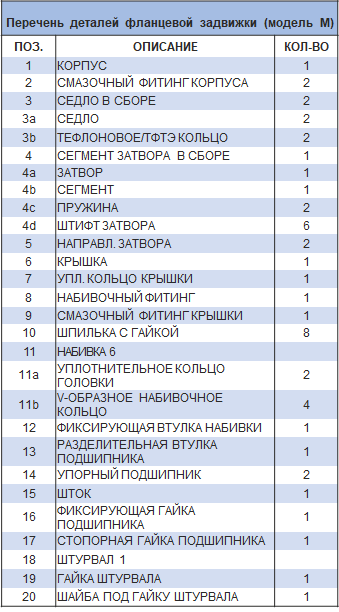 Перечень деталей фланцевой задвижки (модель М)
ПОЗ. ОПИСАНИЕ КОЛ-ВО
1 КОРПУС 1
2 СМАЗОЧНЫЙ ФИТИНГ КОРПУСА 2
3 СЕДЛО В СБОРЕ 2
3a СЕДЛО 2
3b ТЕФЛОНОВОЕ/ТФТЭ КОЛЬЦО 2
4 СЕГМЕНТ ЗАТВОРА В СБОРЕ 1
4a ЗАТВОР 1
4b СЕГМЕНТ 1
4c ПРУЖИНА 2
4d ШТИФТ ЗАТВОРА 6
5 НАПРАВЛ. ЗАТВОРА 2
6 КРЫШКА 1
7 УПЛ. КОЛЬЦО КРЫШКИ 1
8 НАБИВОЧНЫЙ ФИТИНГ 1
9 СМАЗОЧНЫЙ ФИТИНГ КРЫШКИ 1
10 ШПИЛЬКА С ГАЙКОЙ 8
11 НАБИВКА 6
11a УПЛОТНИТЕЛЬНОЕ КОЛЬЦО
ГОЛОВКИ 2
11b V-ОБРАЗНОЕ НАБИВОЧНОЕ
КОЛЬЦО 4
12 ФИКСИРУЮЩАЯ ВТУЛКА НАБИВКИ 1
13 РАЗДЕЛИТЕЛЬНАЯ ВТУЛКА
ПОДШИПНИКА 1
14 УПОРНЫЙ ПОДШИПНИК 2
15 ШТОК 1
16 ФИКСИРУЮЩАЯ ГАЙКА
ПОДШИПНИКА 1
17 СТОПОРНАЯ ГАЙКА ПОДШИПНИКА 1
18 ШТУРВАЛ 1
19 ГАЙКА ШТУРВАЛА 1
20 ШАЙБА ПОД ГАЙКУ ШТУРВАЛА 1